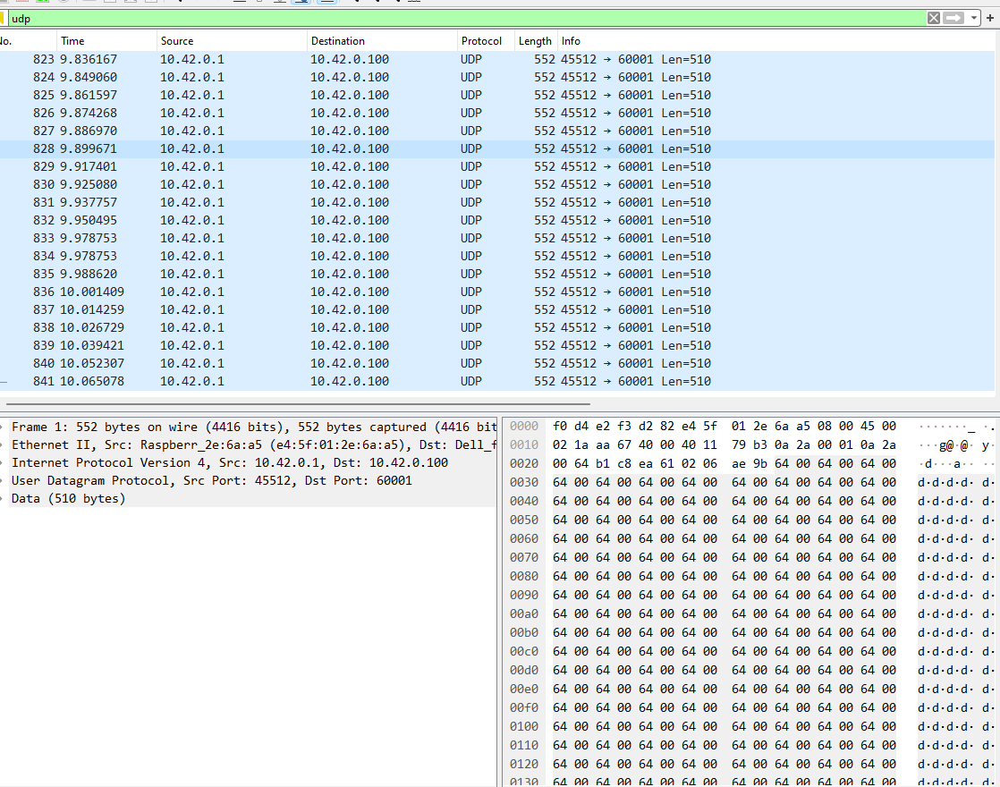 udp
No. Time Source Destination Protocol Length Info
823 9.836167 10.42.0.1 10.42.0.100 UDP 552 45512 → 60001 Len=510
824 9.849060 10.42.0.1 10.42.0.100 UDP 552 45512 → 60001 Len=510
825 9.861597 10.42.0.1 10.42.0.100 UDP 552 45512 → 60001 Len=510
826 9.874268 10.42.0.1 10.42.0.100 UDP 552 45512 → 60001 Len=510
827 9.886970 10.42.0.1 10.42.0.100 UDP 552 45512 → 60001 Len=510
828 9.899671 10.42.0.1 10.42.0.100 UDP 552 45512 → 60001 Len=510
829 9.917401 10.42.0.1 10.42.0.100 UDP 552 45512 → 60001 Len=510
830 9.925080 10.42.0.1 10.42.0.100 UDP 552 45512 → 60001 Len=510
831 9.937757 10.42.0.1 10.42.0.100 UDP 552 45512 → 60001 Len=510
832 9.950495 10.42.0.1 10.42.0.100 UDP 552 45512 → 60001 Len=510
833 9.978753 10.42.0.1 10.42.0.100 UDP 552 45512 → 60001 Len=510
834 9.978753 10.42.0.1 10.42.0.100 UDP 552 45512 → 60001 Len=510
835 9.988620 10.42.0.1 10.42.0.100 UDP 552 45512 → 60001 Len=510
836 10.001409 10.42.0.1 10.42.0.100 UDP 552 45512 → 60001 Len=510
837 10.014259 10.42.0.1 10.42.0.100 UDP 552 45512 → 60001 Len=510
838 10.026729 10.42.0.1 10.42.0.100 UDP 552 45512 → 60001 Len=510
839 10.039421 10.42.0.1 10.42.0.100 UDP 552 45512 → 60001 Len=510
840 10.052307 10.42.0.1 10.42.0.100 UDP 552 45512 → 60001 Len=510
841 10.065078 10.42.0.1 10.42.0.100 UDP 552 45512 → 60001 Len=510
Frame 1: 552 bytes on wire (4416 bits), 552 bytes captured (4416 bit
Ethernet II, Src: Raspberr_2e:6a:a5 (e4:5f:01:2e:6a:a5), Dst: Dell_f
Internet Protocol Version 4, Src: 10.42.0.1, Dst: 10.42.0.100
User Datagram Protocol, Src Port: 45512, Dst Port: 60001
Data (510 bytes)
0000 f0 d4 e2 f3 d2 82 e4 5f 01 2e 6a a5 08 00 45 00 ·······_ ·.
0010 02 1a aa 67 40 00 40 11 79 b3 0a 2a 00 01 0a 2a ···g@·@· y·
0020 00 64 b1 c8 ea 61 02 06 ae 9b 64 00 64 00 64 00 ·d···a·· ··
0030 64 00 64 00 64 00 64 00 64 00 64 00 64 00 64 00 d·d·d·d· d·
0040 64 00 64 00 64 00 64 00 64 00 64 00 64 00 64 00 d·d·d·d· d·
0050 64 00 64 00 64 00 64 00 64 00 64 00 64 00 64 00 d·d·d·d· d·
0060 64 00 64 00 64 00 64 00 64 00 64 00 64 00 64 00 d·d·d·d· d·
0070 64 00 64 00 64 00 64 00 64 00 64 00 64 00 64 00 d·d·d·d· d·
0080 64 00 64 00 64 00 64 00 64 00 64 00 64 00 64 00 d·d·d·d· d·
0090 64 00 64 00 64 00 64 00 64 00 64 00 64 00 64 00 d·d·d·d· d·
00a0 64 00 64 00 64 00 64 00 64 00 64 00 64 00 64 00 d·d·d·d· d·
00b0 64 00 64 00 64 00 64 00 64 00 64 00 64 00 64 00 d·d·d·d· d·
00c0 64 00 64 00 64 00 64 00 64 00 64 00 64 00 64 00 d·d·d·d· d·
00d0 64 00 64 00 64 00 64 00 64 00 64 00 64 00 64 00 d·d·d·d· d·
00e0 64 00 64 00 64 00 64 00 64 00 64 00 64 00 64 00 d·d·d·d· d·
00f0 64 00 64 00 64 00 64 00 64 00 64 00 64 00 64 00 d·d·d·d· d·
0100 64 00 64 00 64 00 64 00 64 00 64 00 64 00 64 00 d·d·d·d· d·
0110 64 00 64 00 64 00 64 00 64 00 64 00 64 00 64 00 d·d·d·d· d·
0120 64 00 64 00 64 00 64 00 64 00 64 00 64 00 64 00 d·d·d·d· d·
0130 64 00 64 00 64 00 64 00 64 00 64 00 64 00 64 00 d·d·d·d· d·